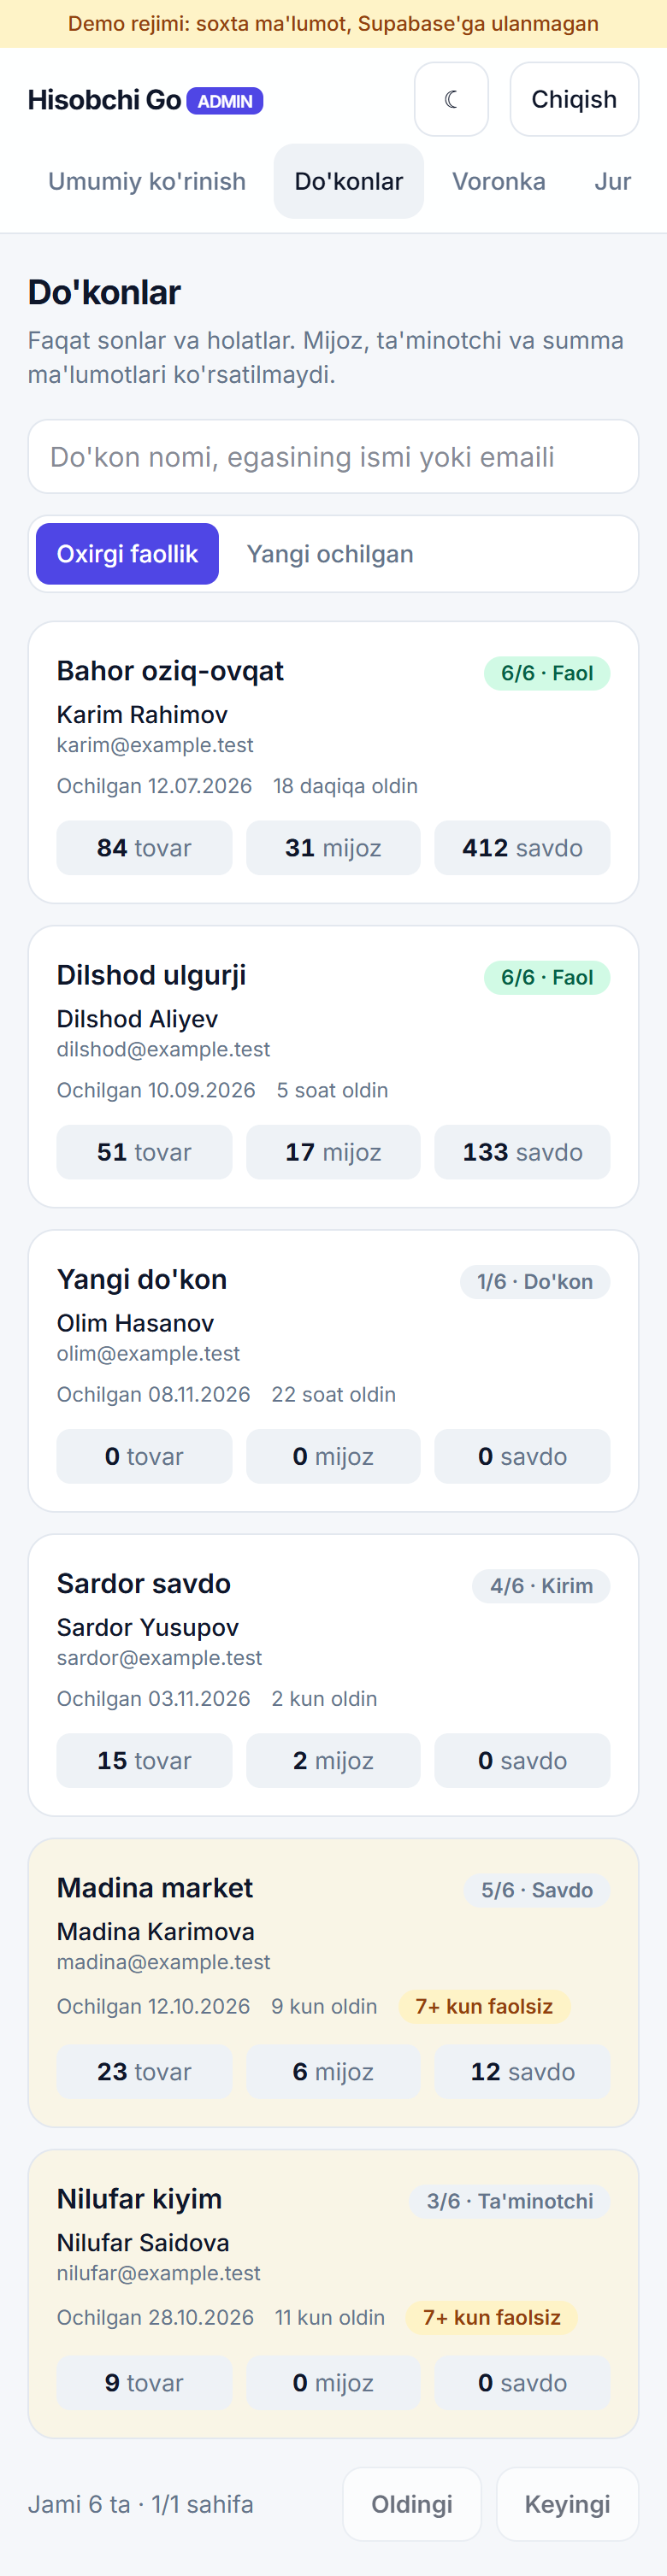 Demo rejimi: soxta ma'lumot, Supabase'ga ulanmagan
Hisobchi Go ADMIN
Chiqish
Umumiy ko'rinish Do'konlar Voronka Jur
Do'konlar
Faqat sonlar va holatlar. Mijoz, ta'minotchi va summa
ma'lumotlari ko'rsatilmaydi.
Do'kon nomi, egasining ismi yoki emaili
Oxirgi faollik Yangi ochilgan
Bahor oziq-ovqat 6/6 · Faol
Karim Rahimov
karim@example.test
Ochilgan 12.07.2026 18 daqiqa oldin
84 tovar 31 mijoz 412 savdo
Dilshod ulgurji 6/6 · Faol
Dilshod Aliyev
dilshod@example.test
Ochilgan 10.09.2026 5 soat oldin
51 tovar 17 mijoz 133 savdo
Yangi do'kon 1/6 · Do'kon
Olim Hasanov
olim@example.test
Ochilgan 08.11.2026 22 soat oldin
0 tovar 0 mijoz 0 savdo
Sardor savdo 4/6 · Kirim
Sardor Yusupov
sardor@example.test
Ochilgan 03.11.2026 2 kun oldin
15 tovar 2 mijoz 0 savdo
Madina market 5/6 · Savdo
Madina Karimova
madina@example.test
Ochilgan 12.10.2026 9 kun oldin 7+ kun faolsiz
23 tovar 6 mijoz 12 savdo
Nilufar kiyim 3/6 · Ta'minotchi
Nilufar Saidova
nilufar@example.test
Ochilgan 28.10.2026 11 kun oldin 7+ kun faolsiz
9 tovar 0 mijoz 0 savdo
Jami 6 ta · 1/1 sahifa Oldingi Keyingi